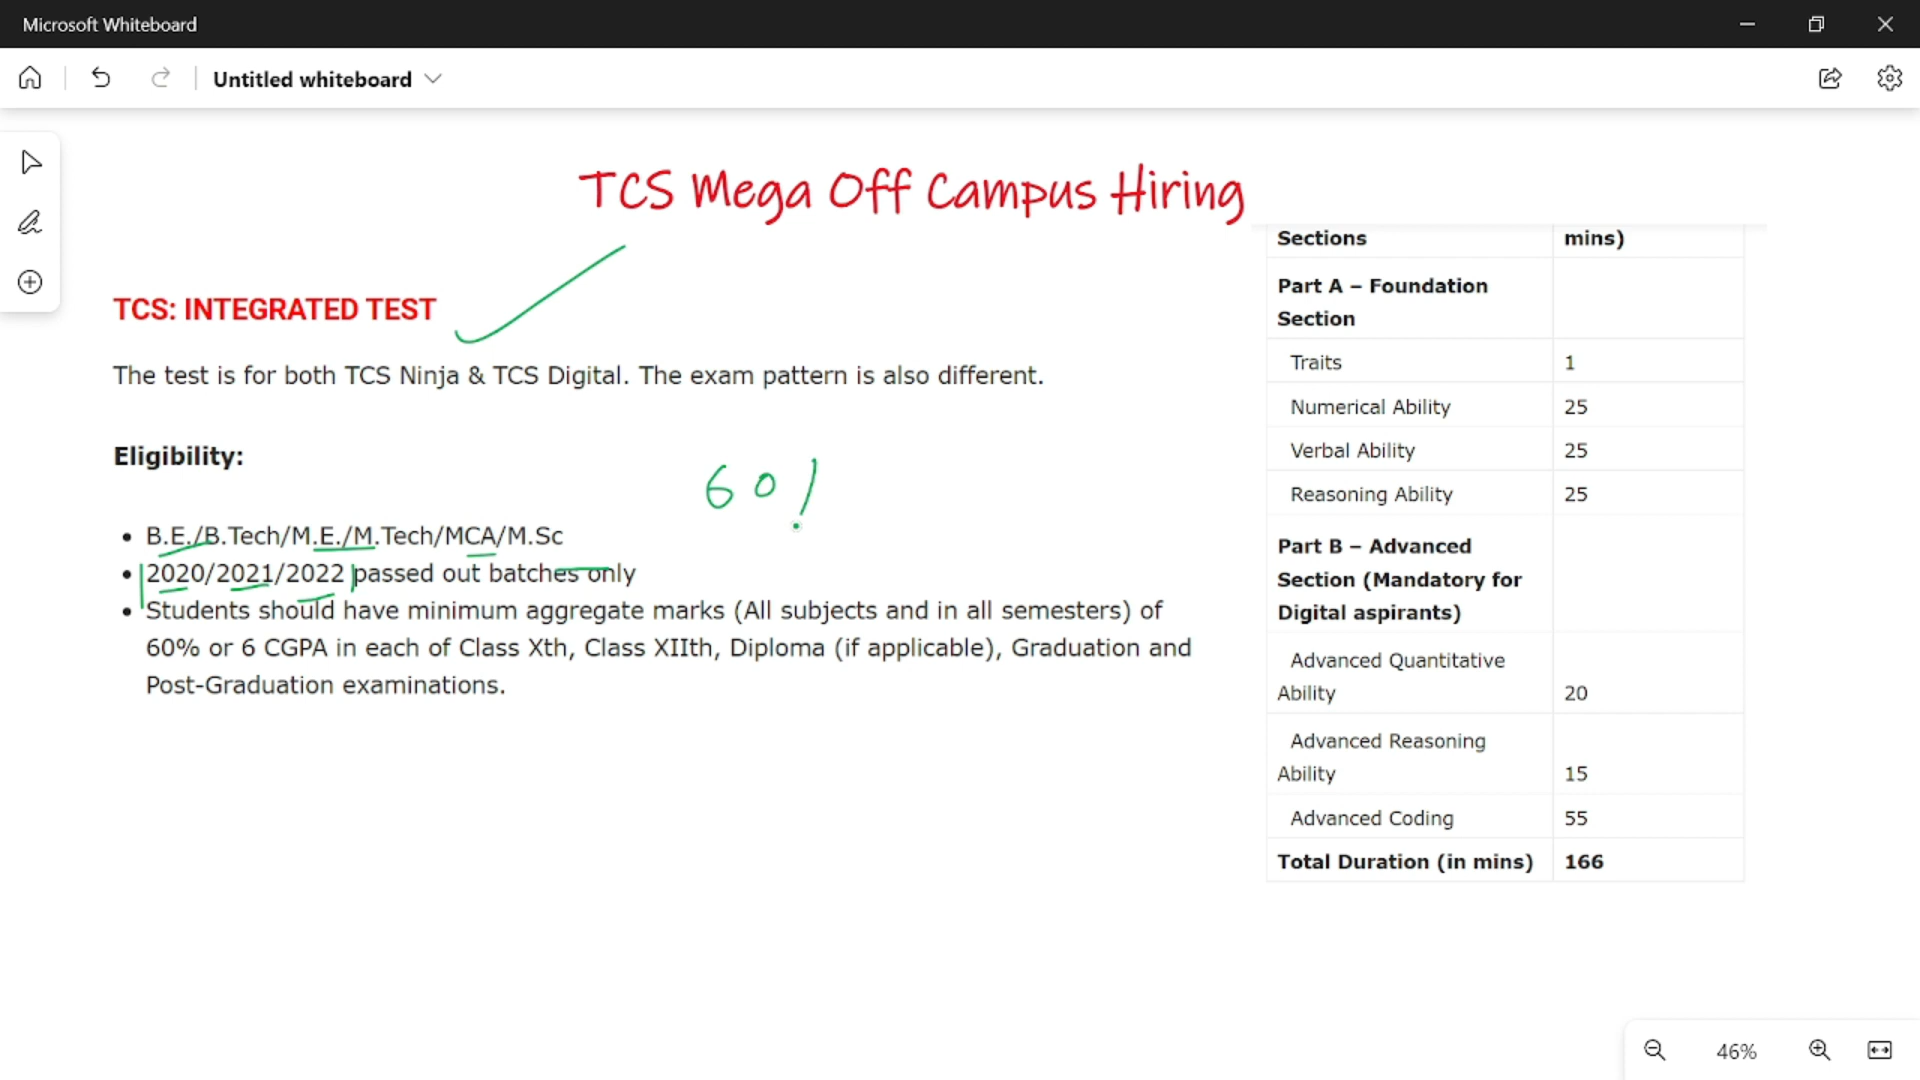 Microsoft Whiteboard
Untitled whiteboard
TCS Mega Off Campus Hiring
TCS: INTEGRATED TEST
The test is for both TCS Ninja & TCS Digital. The exam pattern is also different.
Eligibility:
60/
• B.E./B.Tech/M.E./M.Tech/MCA/M.Sc
• 2020/2021/2022 passed out batches only
• Students should have minimum aggregate marks (All subjects and in all semesters) of
60% or 6 CGPA in each of Class Xth, Class XIIth, Diploma (if applicable), Graduation and
Post-Graduation examinations.
Sections mins)
Part A – Foundation
Section
Traits 1
Numerical Ability 25
Verbal Ability 25
Reasoning Ability 25
Part B – Advanced
Section (Mandatory for
Digital aspirants)
Advanced Quantitative
Ability 20
Advanced Reasoning
Ability 15
Advanced Coding 55
Total Duration (in mins) 166
46%